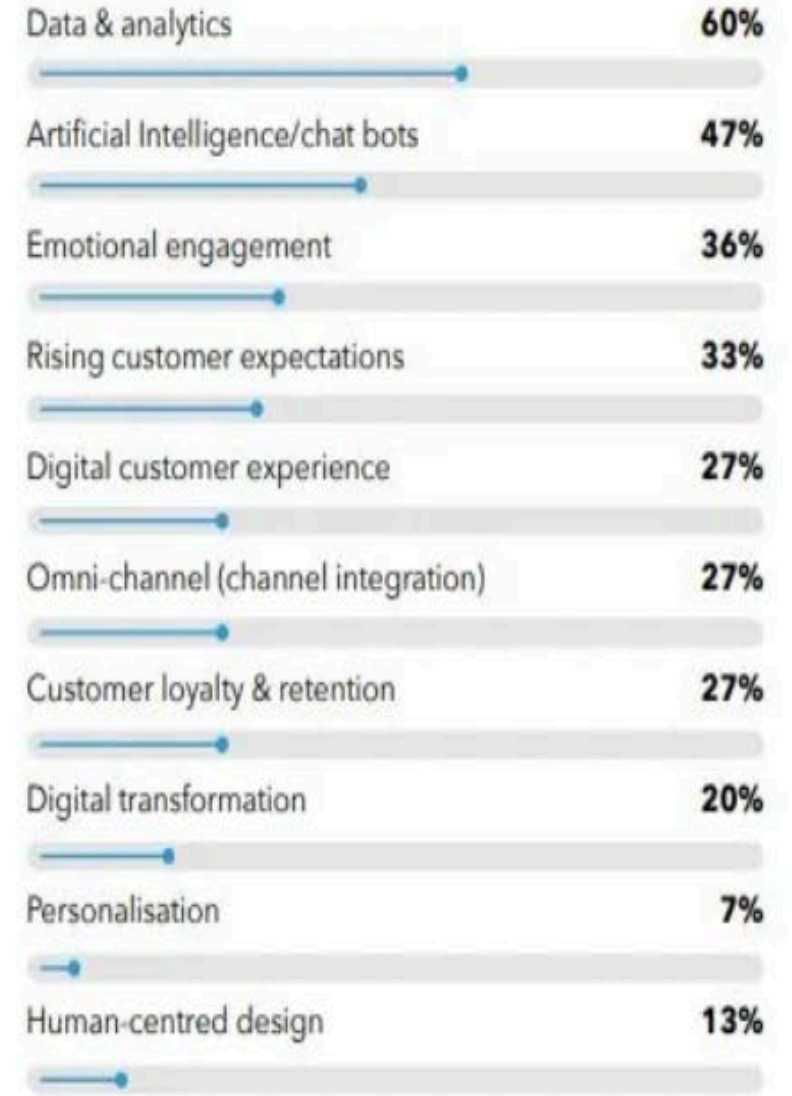 Data & analytics 60%
Artificial Intelligence/chat bots 47%
Emotional engagement 36%
Rising customer expectations 33%
Digital customer experience 27%
Omni-channel (channel integration) 27%
Customer loyalty & retention 27%
Digital transformation 20%
Personalisation 7%
Human-centred design 13%